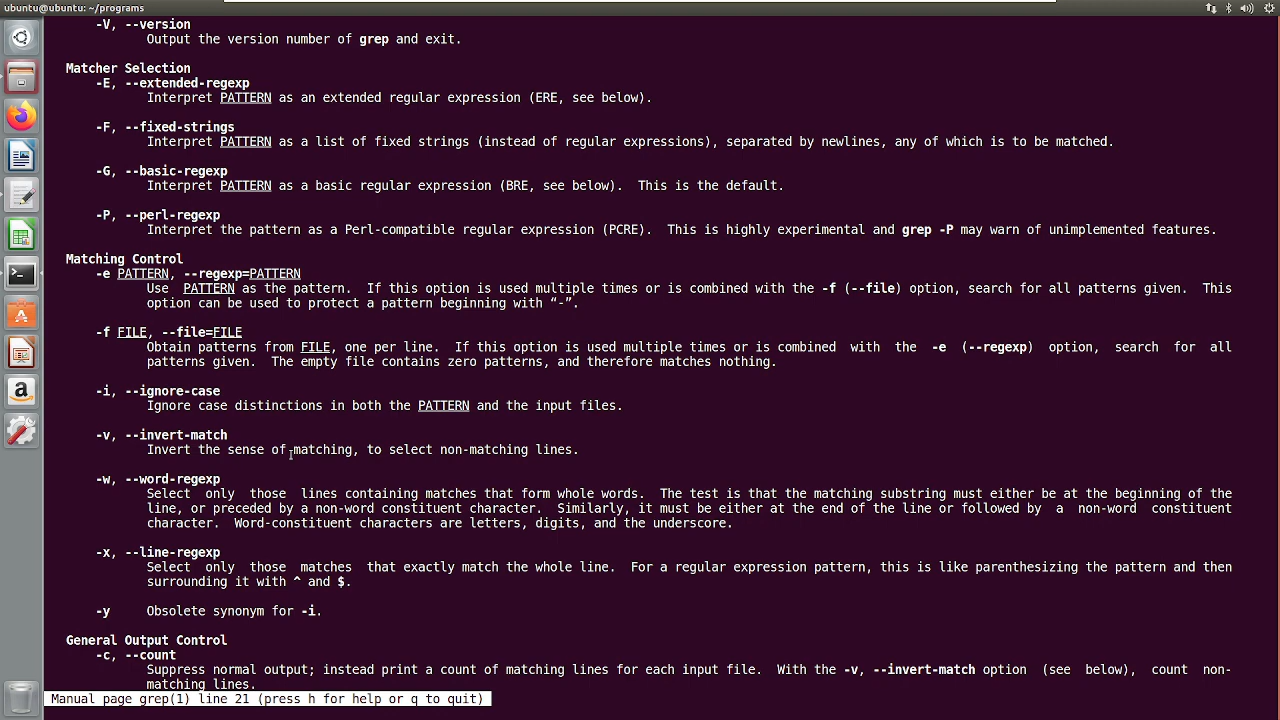 ubuntu@ubuntu: ~/programs
-V, --version
Output the version number of grep and exit.
Matcher Selection
-E, --extended-regexp
Interpret PATTERN as an extended regular expression (ERE, see below).
-F, --fixed-strings
Interpret PATTERN as a list of fixed strings (instead of regular expressions), separated by newlines, any of which is to be matched.
-G, --basic-regexp
Interpret PATTERN as a basic regular expression (BRE, see below).  This is the default.
-P, --perl-regexp
Interpret the pattern as a Perl-compatible regular expression (PCRE).  This is highly experimental and grep -P may warn of unimplemented features.
Matching Control
-e PATTERN, --regexp=PATTERN
Use  PATTERN as the pattern.  If this option is used multiple times or is combined with the -f (--file) option, search for all patterns given.  This
option can be used to protect a pattern beginning with “-”.
-f FILE, --file=FILE
Obtain patterns from FILE, one per line.  If this option is used multiple times or is combined  with  the  -e  (--regexp)  option,  search  for  all
patterns given.  The empty file contains zero patterns, and therefore matches nothing.
-i, --ignore-case
Ignore case distinctions in both the PATTERN and the input files.
-v, --invert-match
Invert the sense of matching, to select non-matching lines.
-w, --word-regexp
Select  only  those  lines containing matches that form whole words.  The test is that the matching substring must either be at the beginning of the
line, or preceded by a non-word constituent character.  Similarly, it must be either at the end of the line or followed by  a  non-word  constituent
character.  Word-constituent characters are letters, digits, and the underscore.
-x, --line-regexp
Select  only  those  matches  that exactly match the whole line.  For a regular expression pattern, this is like parenthesizing the pattern and then
surrounding it with ^ and $.
-y     Obsolete synonym for -i.
General Output Control
-c, --count
Suppress normal output; instead print a count of matching lines for each input file.  With the -v, --invert-match option  (see  below),  count  non-
matching lines.
Manual page grep(1) line 21 (press h for help or q to quit)